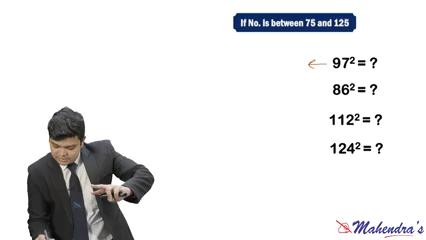 If No. is between 75 and 125
97² = ?
86² = ?
112² = ?
124² = ?
Mahendra's